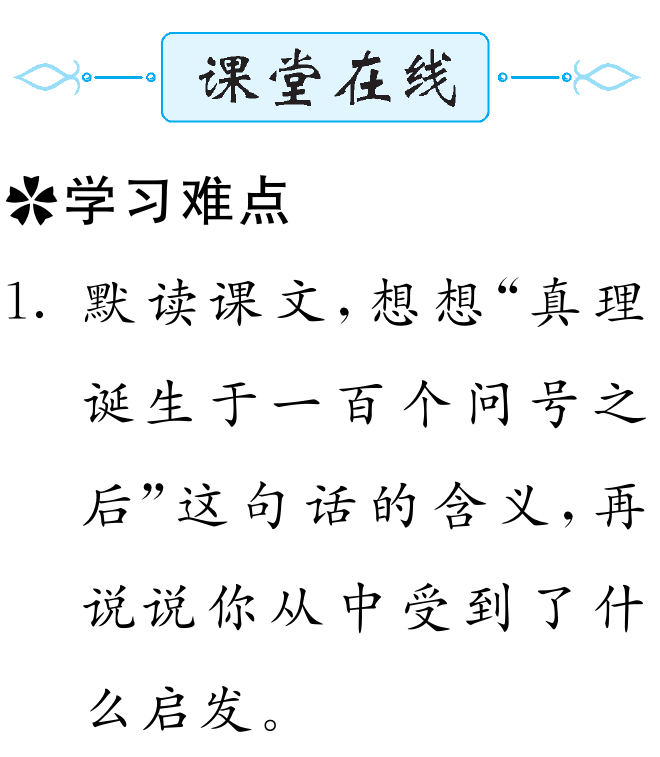 课堂在线
学习难点
1. 默读课文，想想“真理
诞生于一百个问号之
后”这句话的含义，再
说说你从中受到了什
么启发。